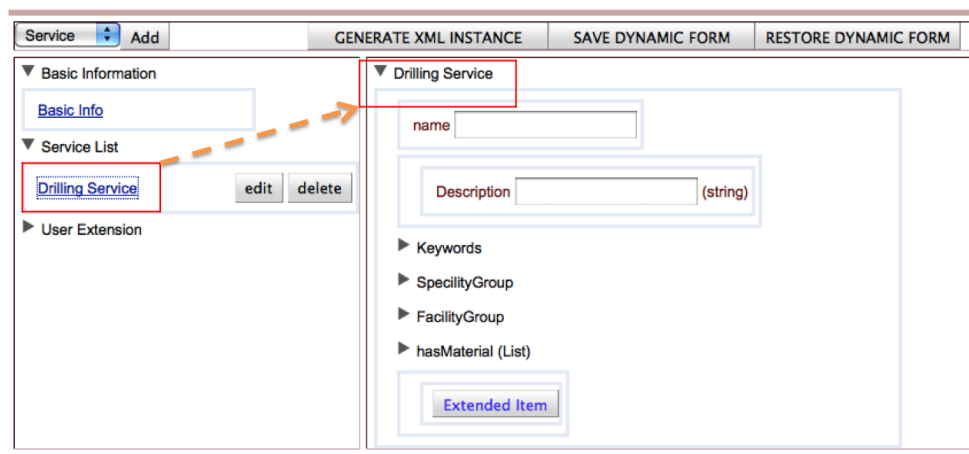 Service Add GENERATE XML INSTANCE SAVE DYNAMIC FORM RESTORE DYNAMIC FORM
Basic Information
Basic Info
Service List
Drilling Service edit delete
User Extension
Drilling Service
name
Description (string)
Keywords
SpecilityGroup
FacilityGroup
hasMaterial (List)
Extended Item